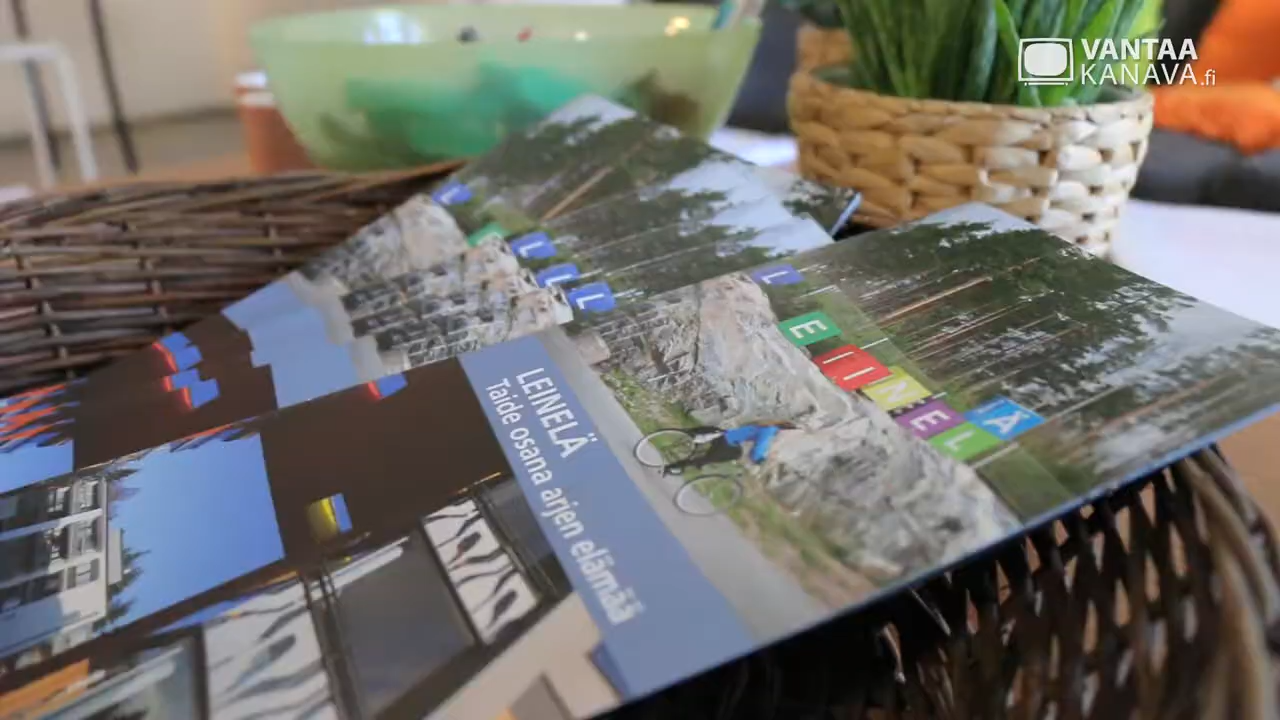 VANTAA
KANAVA.fi
L
L
L
L
L
E
I
I
N
E
L
Ä
LEINELÄ
Taide osana arjen elämää